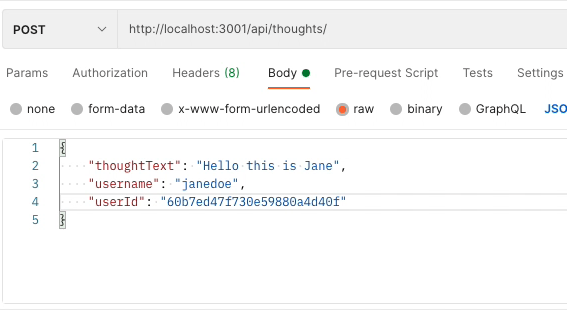 POST http://localhost:3001/api/thoughts/
Params Authorization Headers (8) Body Pre-request Script Tests Settings
none form-data x-www-form-urlencoded raw binary GraphQL JSO
1 {
2 "thoughtText": "Hello this is Jane",
3 "username": "janedoe",
4 "userId": "60b7ed47f730e59880a4d40f"
5 }